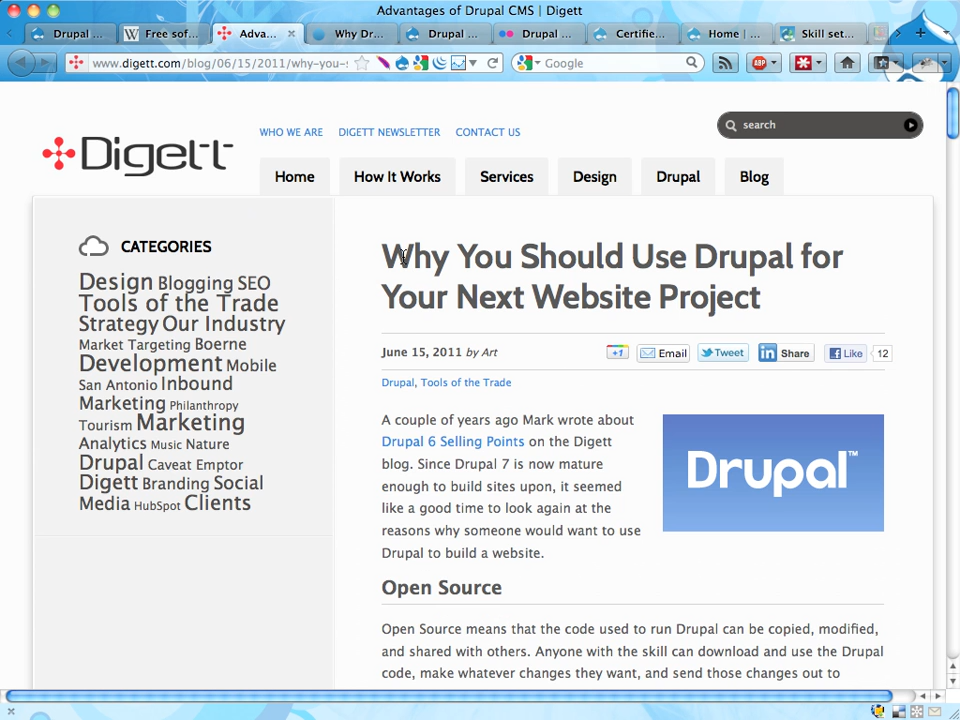 Advantages of Drupal CMS | Digett
Drupal ...
Free sof...
Adva...
Why Dr...
Drupal ...
Drupal ...
Certifie...
Home | ...
Skill set...
www.digett.com/blog/06/15/2011/why-you-s
Google
ABP
WHO WE ARE
DIGETT NEWSLETTER
CONTACT US
search
Digett
Home
How It Works
Services
Design
Drupal
Blog
CATEGORIES
Design Blogging SEO
Tools of the Trade
Strategy Our Industry
Market Targeting Boerne
Development Mobile
San Antonio Inbound
Marketing Philanthropy
Tourism Marketing
Analytics Music Nature
Drupal Caveat Emptor
Digett Branding Social
Media HubSpot Clients
Why You Should Use Drupal for
Your Next Website Project
June 15, 2011 by Art
+1
Email
Tweet
in Share
Like
12
Drupal, Tools of the Trade
A couple of years ago Mark wrote about
Drupal 6 Selling Points on the Digett
blog. Since Drupal 7 is now mature
enough to build sites upon, it seemed
like a good time to look again at the
reasons why someone would want to use
Drupal to build a website.
Drupal™
Open Source
Open Source means that the code used to run Drupal can be copied, modified,
and shared with others. Anyone with the skill can download and use the Drupal
code, make whatever changes they want, and send those changes out to